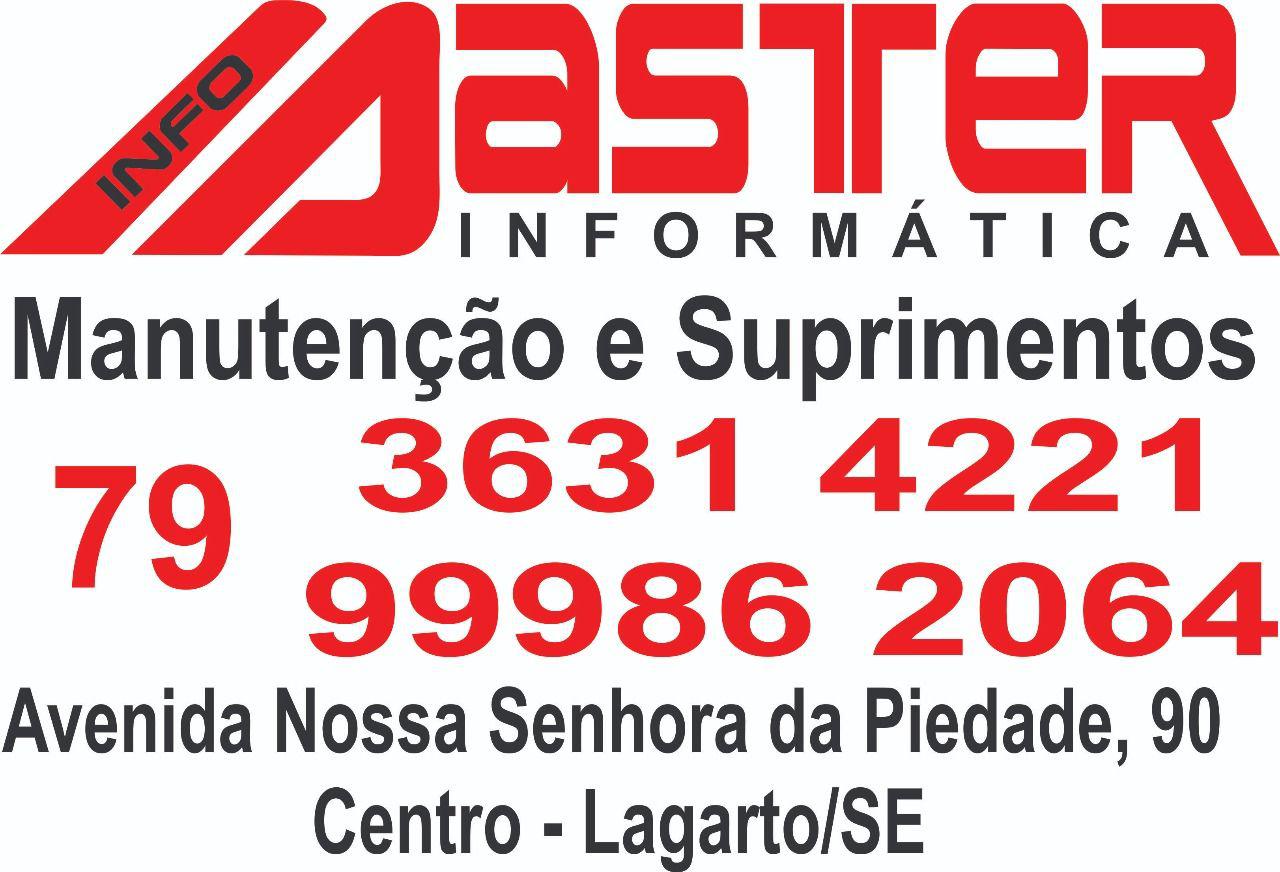 INFO Master
INFORMÁTICA
Manutenção e Suprimentos
79
3631 4221
99986 2064
Avenida Nossa Senhora da Piedade, 90
Centro - Lagarto/SE